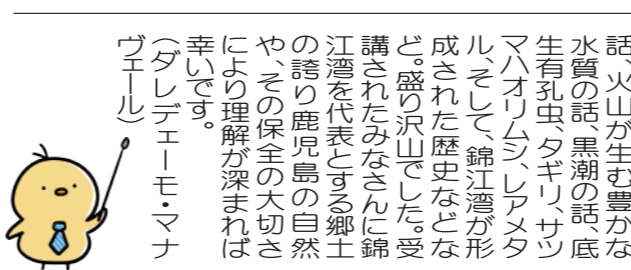 話、火山が生む豊かな
水質の話、黒潮の話、底
生有孔虫、タギリ、サツ
マハオリムシ、レアメタ
ル、そして、錦江湾が形
成された歴史などな
ど。盛り沢山でした。受
講されたみなさんに錦
江湾を代表とする郷土
の誇り鹿児島の自然
や、その保全の大切さ
により理解が深まれば
幸いです。
(ダレデェーモ・マナ
ヴェール)